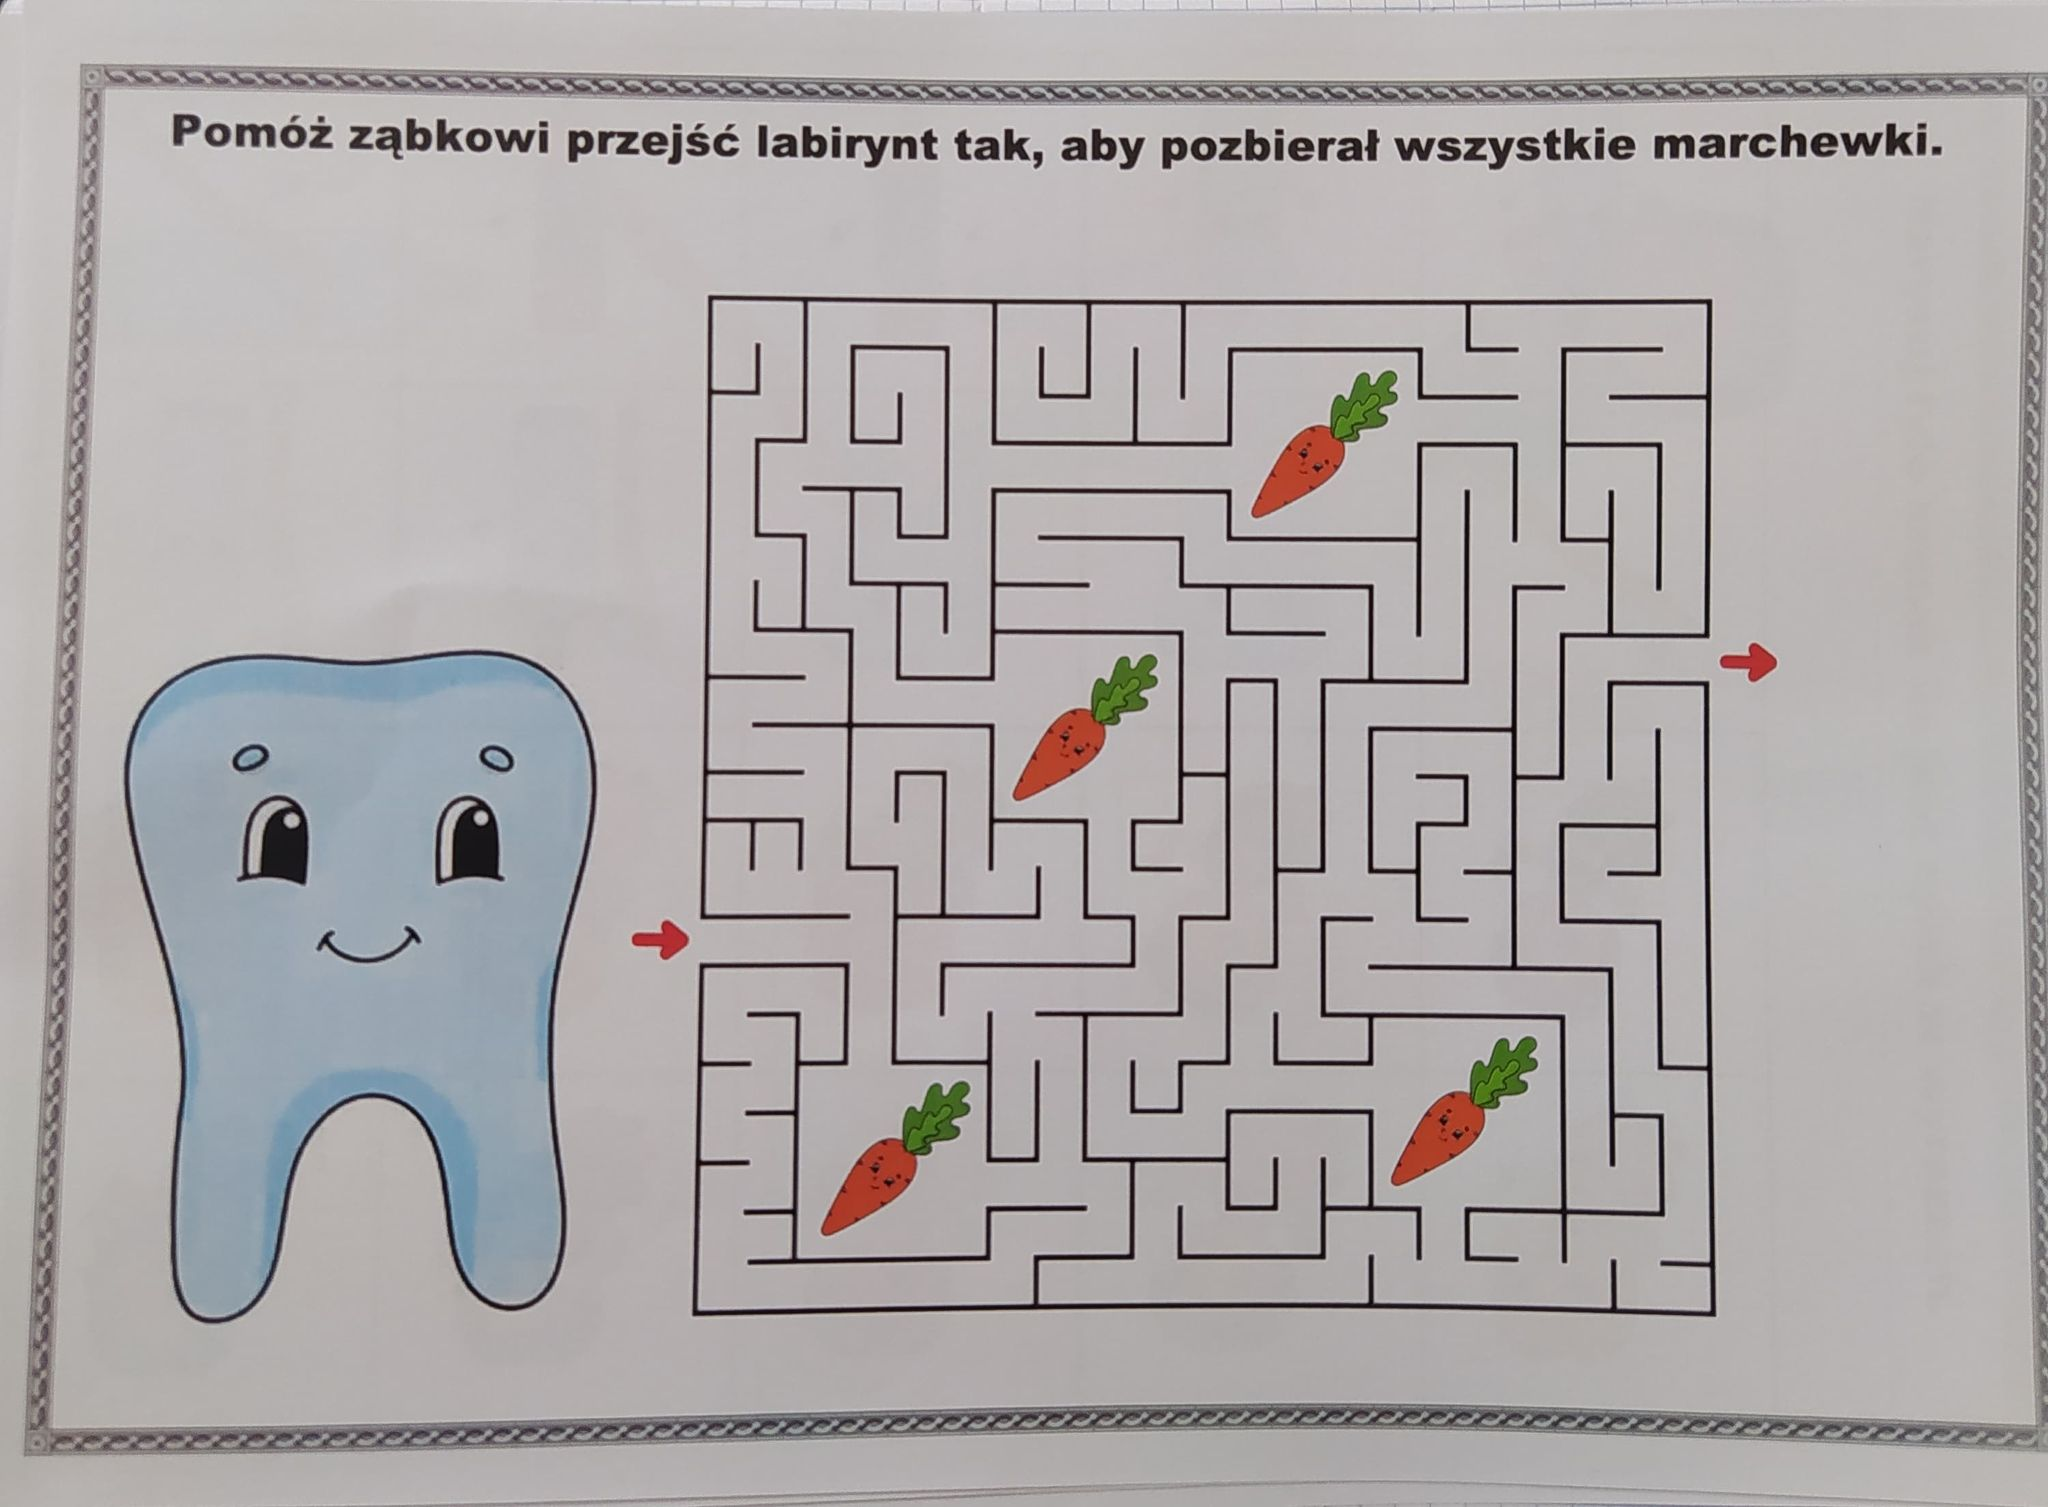 Pomóż ząbkowi przejść labirynt tak, aby pozbierał wszystkie marchewki.